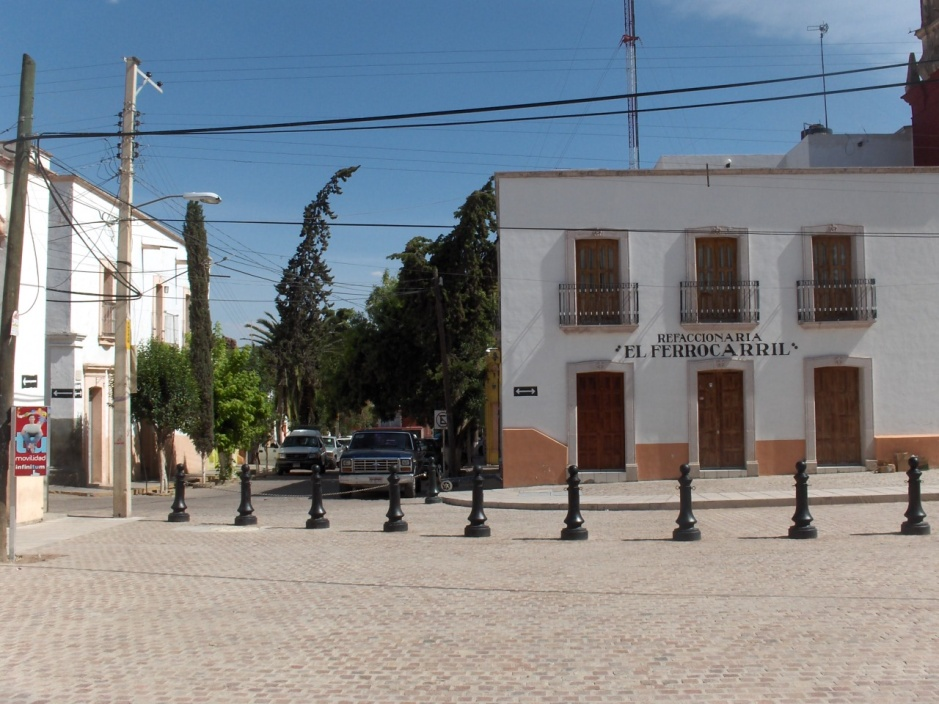 REFACCIONARIA
"EL FERROCARRIL"
E
movilidad
infinitum